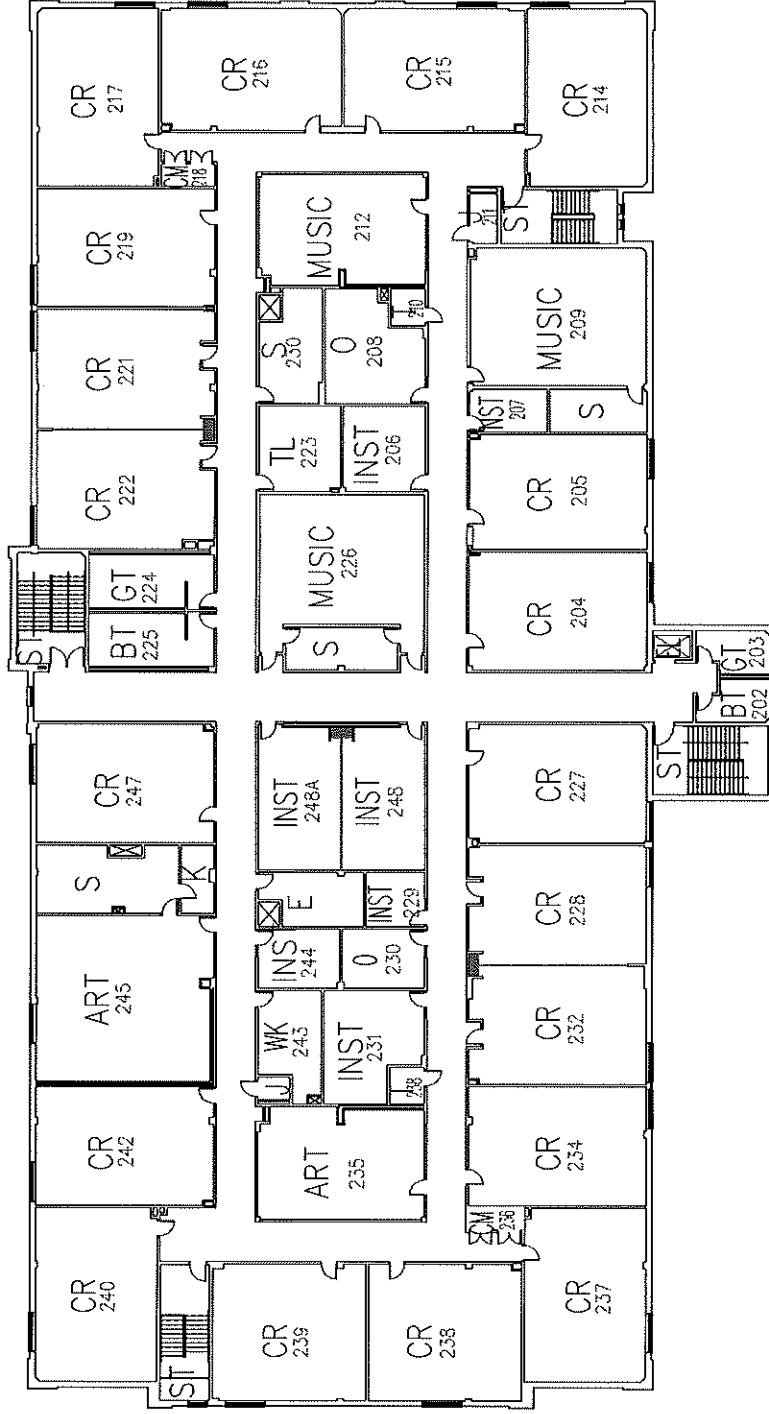 CR
217
CR
216
CR
215
CR
214
CM
218
CR
219
MUSIC
212
J
211
ST
CR
221
S
230
O
208
210
MUSIC
209
CR
222
TL
223
INST
206
INST
207
S
CR
205
GT
224
BT
225
ST
MUSIC
226
S
CR
204
GT
203
BT
202
ST
CR
247
INST
248A
INST
248
CR
227
S
K
E
INST
229
CR
228
ART
245
INS
244
O
230
CR
232
WK
243
J
INST
231
CR
242
ART
235
CR
234
CM
236
CR
240
ST
CR
239
CR
238
CR
237